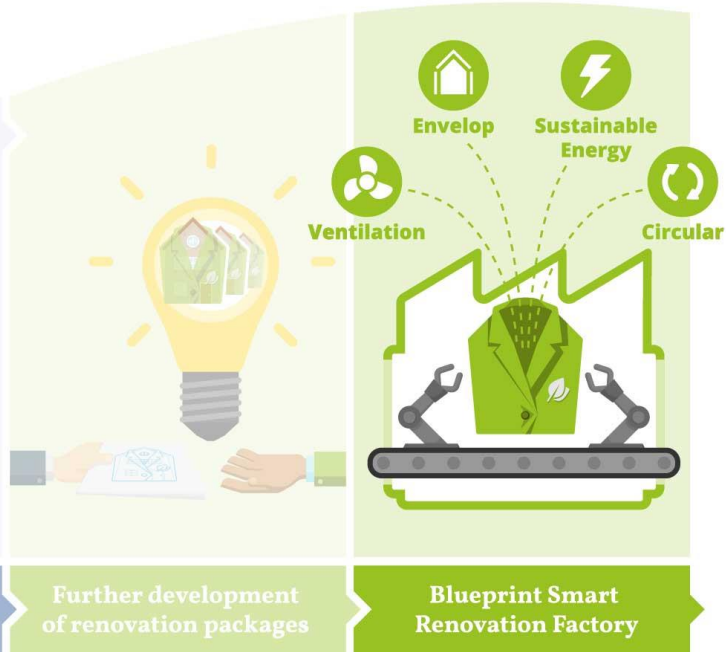 Envelop
Sustainable
Energy
Ventilation
Circular
Further development
of renovation packages
Blueprint Smart
Renovation Factory